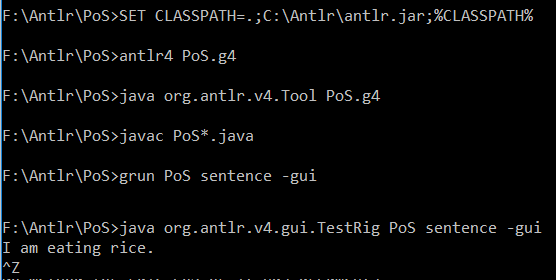 F:\Antlr\PoS>SET CLASSPATH=.;C:\Antlr\antlr.jar;%CLASSPATH%
F:\Antlr\PoS>antlr4 PoS.g4
F:\Antlr\PoS>java org.antlr.v4.Tool PoS.g4
F:\Antlr\PoS>javac PoS*.java
F:\Antlr\PoS>grun PoS sentence -gui
F:\Antlr\PoS>java org.antlr.v4.gui.TestRig PoS sentence -gui
I am eating rice.
^Z